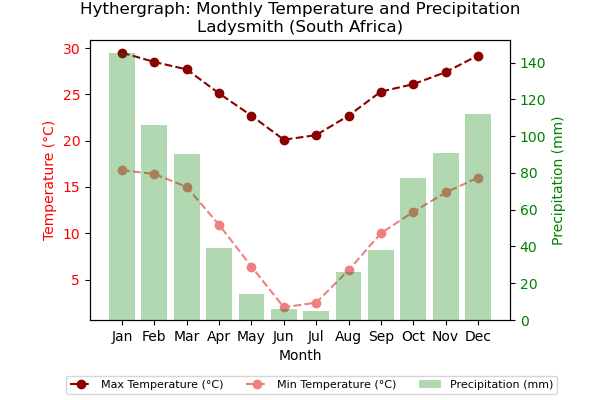 Hythergraph: Monthly Temperature and Precipitation
Ladysmith (South Africa)
Temperature (°C)
30
25
20
15
10
5
Precipitation (mm)
140
120
100
80
60
40
20
0
Jan Feb Mar Apr May Jun Jul Aug Sep Oct Nov Dec
Month
Max Temperature (°C) Min Temperature (°C) Precipitation (mm)